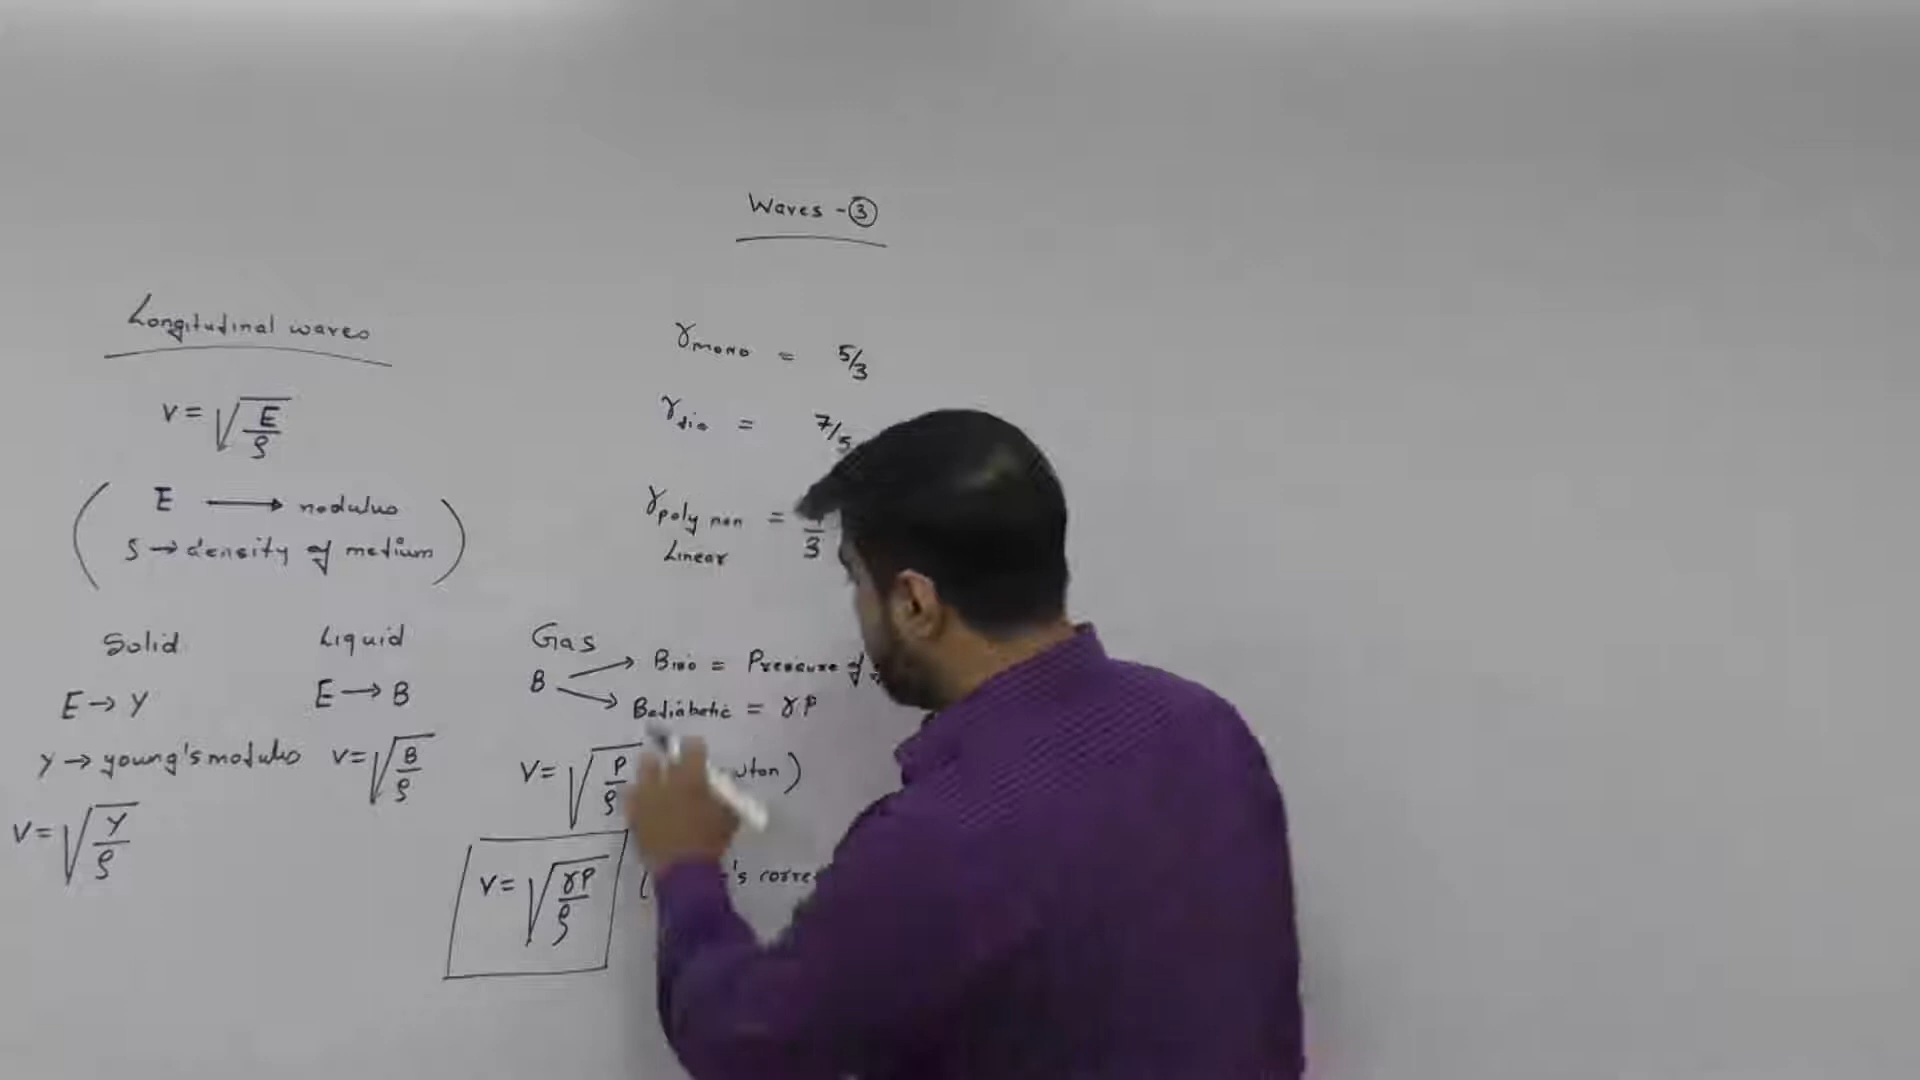 Waves - ③
Longitudinal waves
V = √(E/ρ)
E → modulus
ρ → density of medium
γmono = 5/3
γdia = 7/5
γpoly non = /3
Linear
Solid
E → Y
Y → young's modulus
V = √(Y/ρ)
Liquid
E → B
V = √(B/ρ)
Gas
B → Biso = Pressure of
→ Badiabatic = γP
V = √(P/ρ)
V = √(γP/ρ)